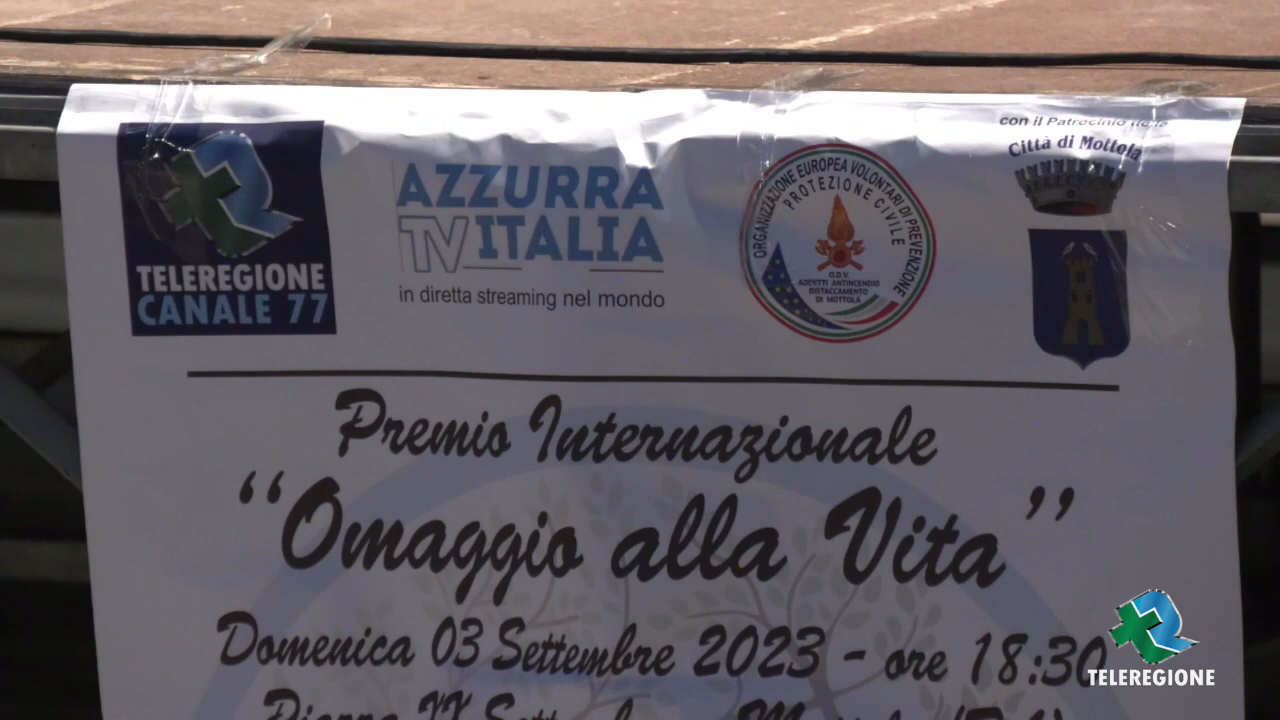 TELEREGIONE
CANALE 77
AZZURRA
TV ITALIA
in diretta streaming nel mondo
ORGANIZZAZIONE EUROPEA VOLONTARI DI PREVENZIONE
PROTEZIONE CIVILE
O.D.V.
ADDETTI ANTINCENDIO
DISTACCAMENTO
DI MOTTOLA
con il Patrocinio
Città di Mottola
Premio Internazionale
“Omaggio alla Vita”
Domenica 03 Settembre 2023 - ore 18:30
Piazza XX
TELEREGIONE